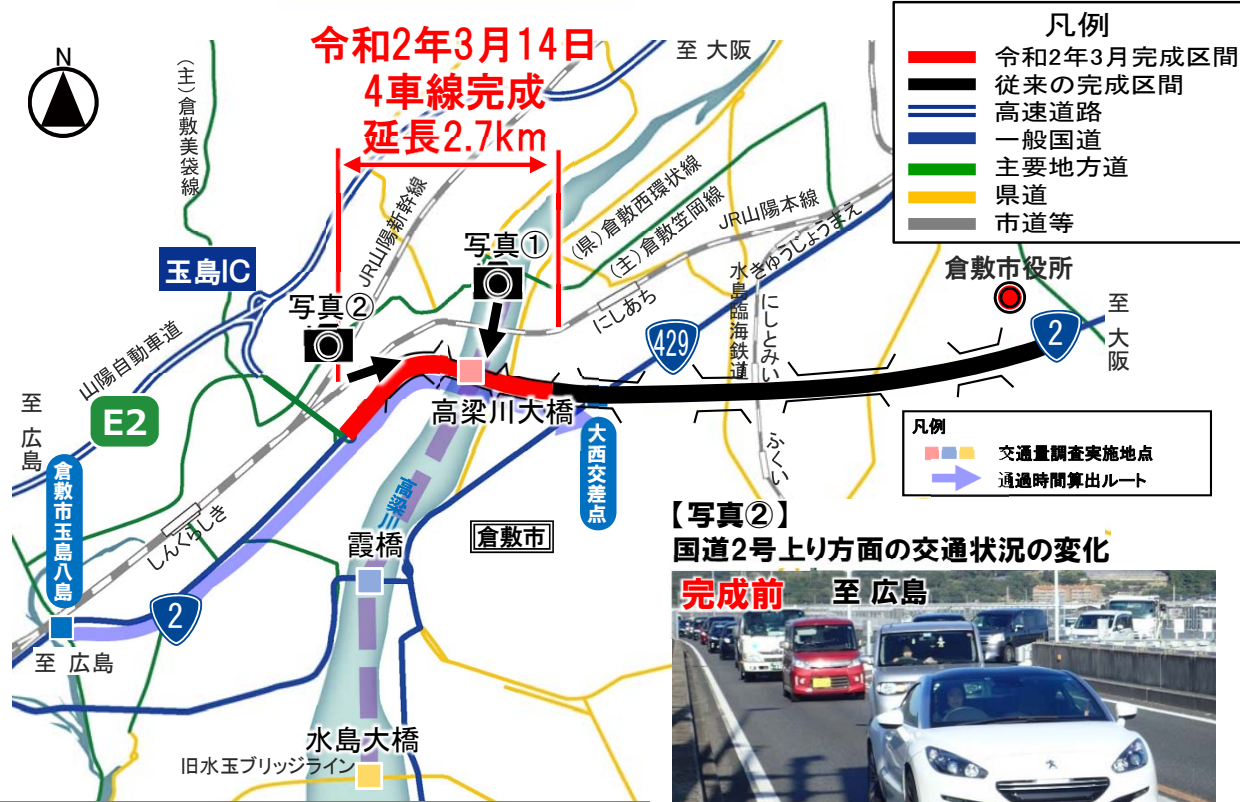 令和2年3月14日
4車線完成
延長2.7km
N
至 大阪
凡例
令和2年3月完成区間
従来の完成区間
高速道路
一般国道
主要地方道
県道
市道等
(主)倉敷美袋線
JR山陽新幹線
(県)倉敷西環状線
(主)倉敷笠岡線
JR山陽本線
きゅうじょうまえ
写真①
玉島IC
写真②
にしあち
水島臨海鉄道
にしとみい
倉敷市役所
429
2
至 大阪
山陽自動車道
E2
至 広島
高梁川大橋
大西交差点
ふくい
凡例
交通量調査実施地点
通過時間算出ルート
倉敷市玉島八島
しんくらしき
霞橋
倉敷市
2
至 広島
水島大橋
旧水玉ブリッジライン
【写真②】
国道2号上り方面の交通状況の変化
完成前
至 広島